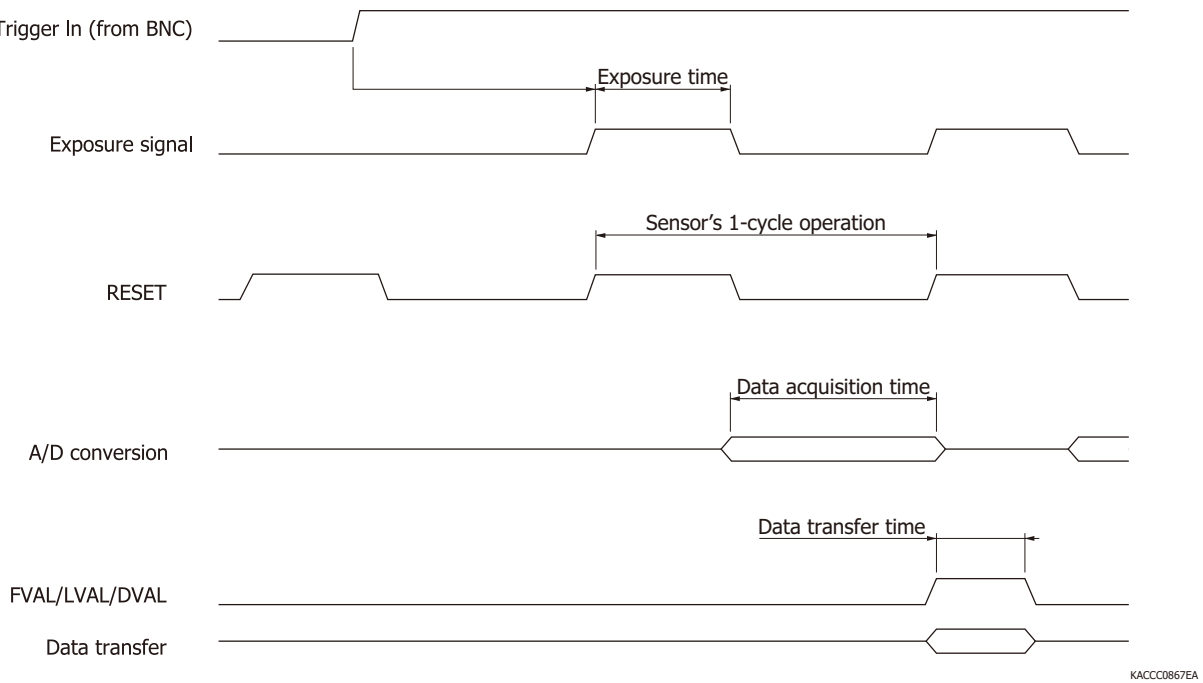 Trigger In (from BNC)
Exposure time
Exposure signal
Sensor's 1-cycle operation
RESET
Data acquisition time
A/D conversion
Data transfer time
FVAL/LVAL/DVAL
Data transfer
KACCC0867EA